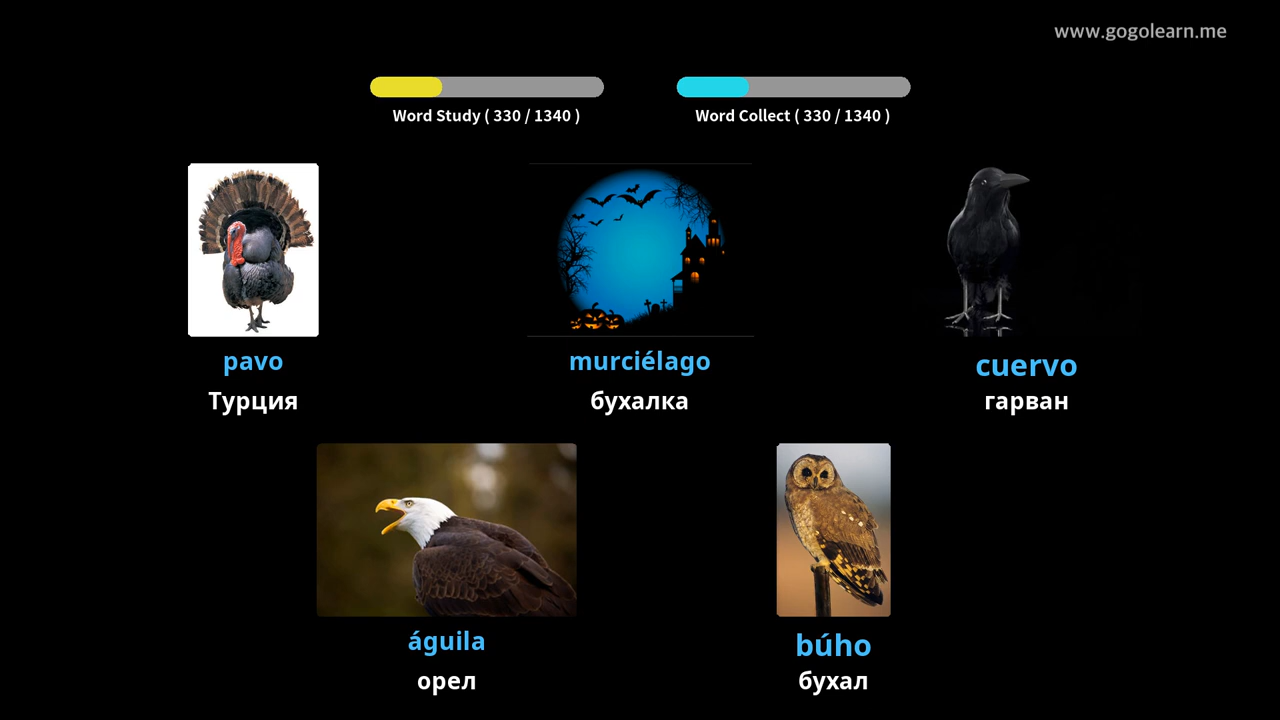 www.gogolearn.me
Word Study ( 330 / 1340 )
Word Collect ( 330 / 1340 )
pavo
Турция
murciélago
бухалка
cuervo
гарван
águila
орел
búho
бухал